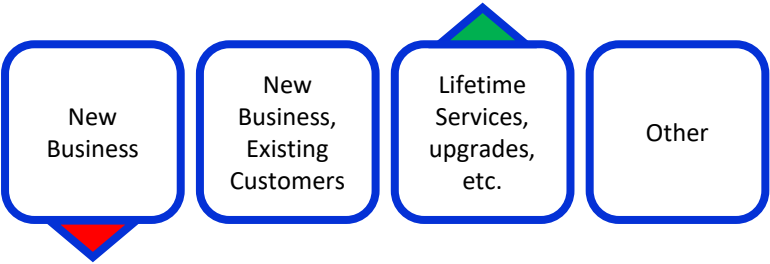 New
Business
New
Business,
Existing
Customers
Lifetime
Services,
upgrades,
etc.
Other